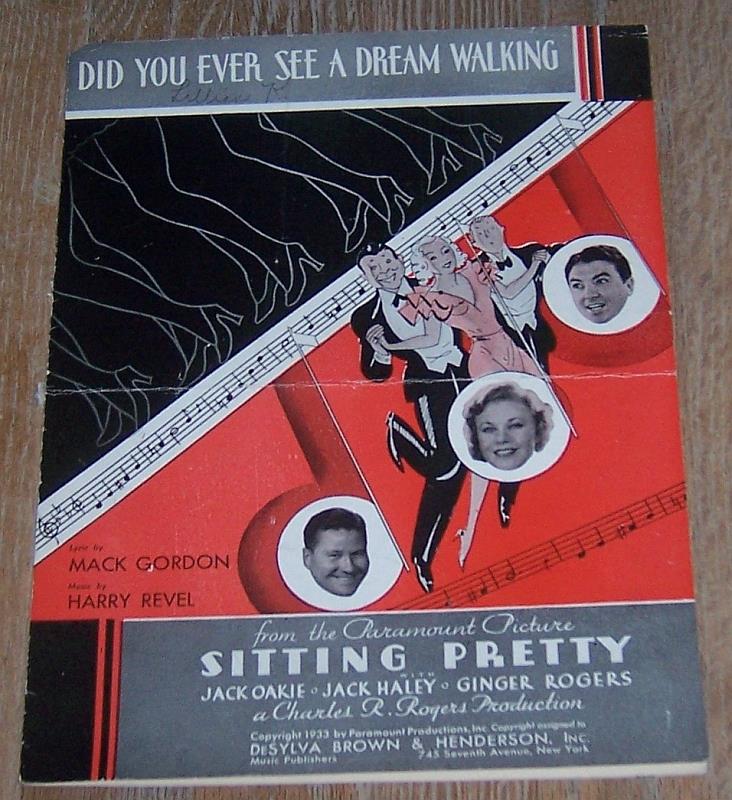 DID YOU EVER SEE A DREAM WALKING
Lillian K.
Lyric by
MACK GORDON
Music by
HARRY REVEL
from the Paramount Picture
SITTING PRETTY
WITH
JACK OAKIE ∘ JACK HALEY ∘ GINGER ROGERS
a Charles R. Rogers Production
Copyright 1933 by Paramount Productions, Inc. Copyright assigned to
DESYLVA BROWN & HENDERSON, INC.
Music Publishers 745 Seventh Avenue, New York